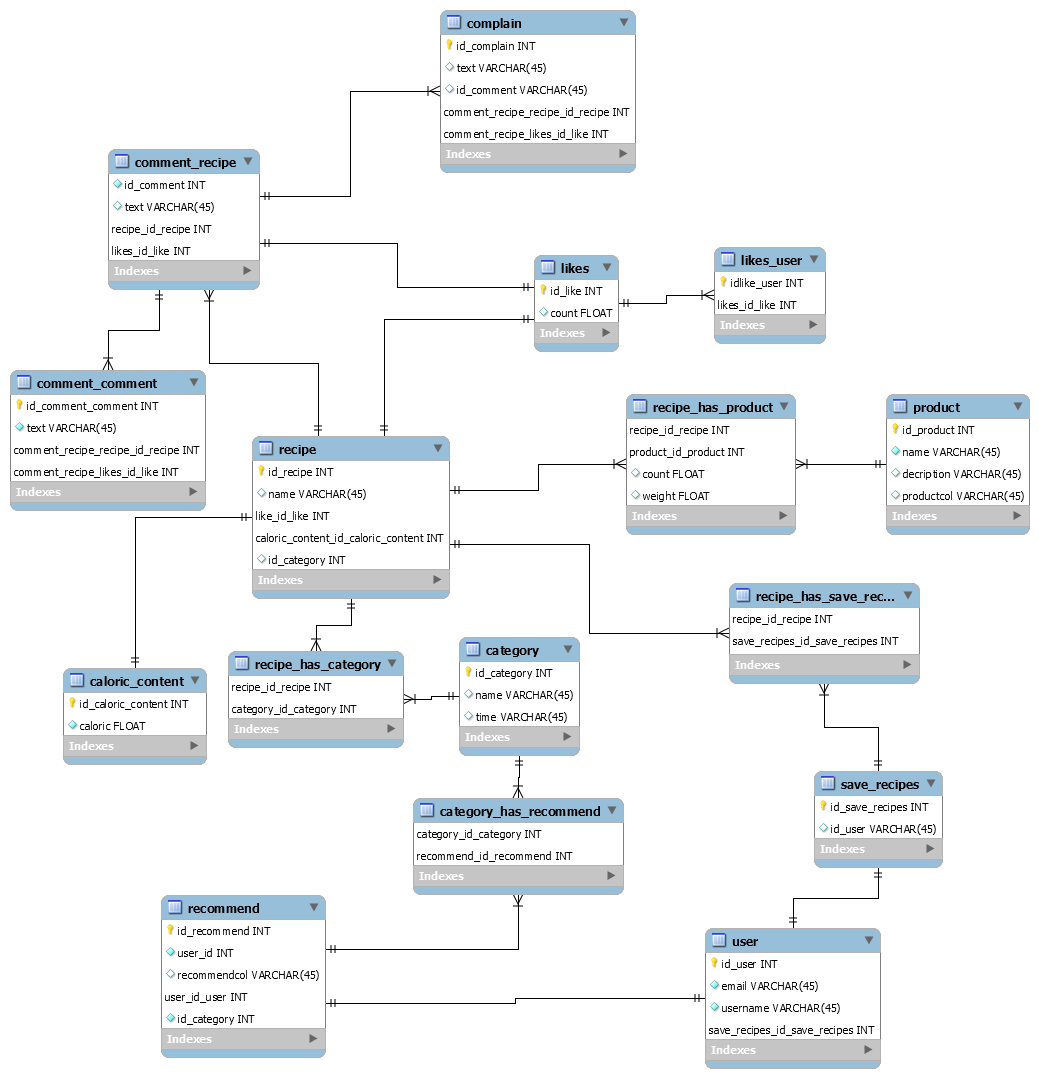 complain
id_complain INT
text VARCHAR(45)
id_comment VARCHAR(45)
comment_recipe_recipe_id_recipe INT
comment_recipe_likes_id_like INT
Indexes
comment_recipe
id_comment INT
text VARCHAR(45)
recipe_id_recipe INT
likes_id_like INT
Indexes
likes
id_like INT
count FLOAT
Indexes
likes_user
idlike_user INT
likes_id_like INT
Indexes
comment_comment
id_comment_comment INT
text VARCHAR(45)
comment_recipe_recipe_id_recipe INT
comment_recipe_likes_id_like INT
Indexes
recipe
id_recipe INT
name VARCHAR(45)
like_id_like INT
caloric_content_id_caloric_content INT
id_category INT
Indexes
recipe_has_product
recipe_id_recipe INT
product_id_product INT
count FLOAT
weight FLOAT
Indexes
product
id_product INT
name VARCHAR(45)
decription VARCHAR(45)
productcol VARCHAR(45)
Indexes
recipe_has_save_rec...
recipe_id_recipe INT
save_recipes_id_save_recipes INT
Indexes
caloric_content
id_caloric_content INT
caloric FLOAT
Indexes
recipe_has_category
recipe_id_recipe INT
category_id_category INT
Indexes
category
id_category INT
name VARCHAR(45)
time VARCHAR(45)
Indexes
save_recipes
id_save_recipes INT
id_user VARCHAR(45)
Indexes
category_has_recommend
category_id_category INT
recommend_id_recommend INT
Indexes
recommend
id_recommend INT
user_id INT
recommendcol VARCHAR(45)
user_id_user INT
id_category INT
Indexes
user
id_user INT
email VARCHAR(45)
username VARCHAR(45)
save_recipes_id_save_recipes INT
Indexes